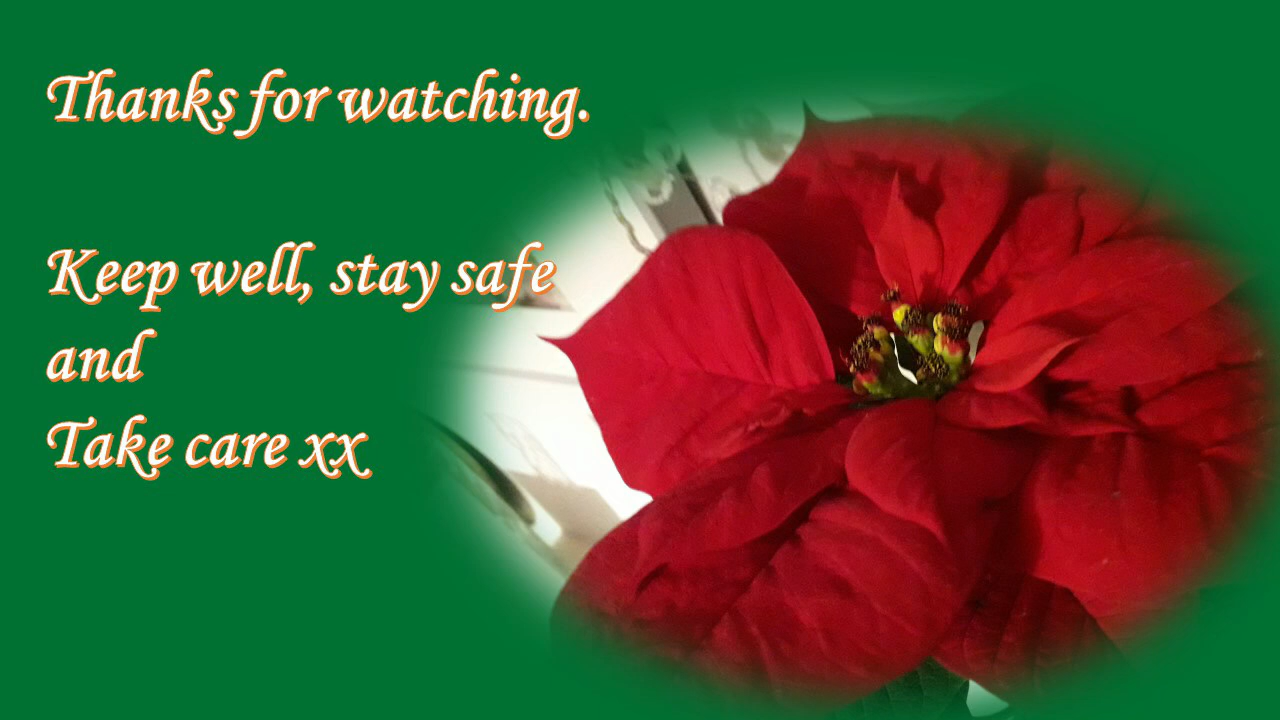 Thanks for watching.
Keep well, stay safe
and
Take care xx